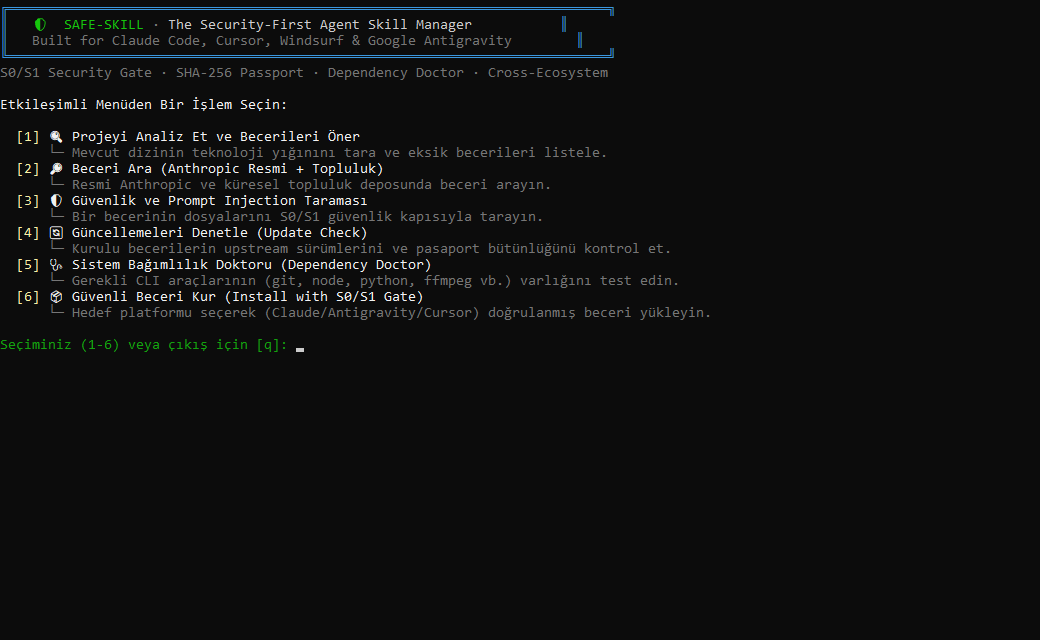 SAFE-SKILL · The Security-First Agent Skill Manager
Built for Claude Code, Cursor, Windsurf & Google Antigravity
S0/S1 Security Gate · SHA-256 Passport · Dependency Doctor · Cross-Ecosystem
Etkileşimli Menüden Bir İşlem Seçin:
[1] Projeyi Analiz Et ve Becerileri Öner
Mevcut dizinin teknoloji yığınını tara ve eksik becerileri listele.
[2] Beceri Ara (Anthropic Resmi + Topluluk)
Resmi Anthropic ve küresel topluluk deposunda beceri arayın.
[3] Güvenlik ve Prompt Injection Taraması
Bir becerinin dosyalarını S0/S1 güvenlik kapısıyla tarayın.
[4] Güncellemeleri Denetle (Update Check)
Kurulu becerilerin upstream sürümlerini ve pasaport bütünlüğünü kontrol et.
[5] Sistem Bağımlılık Doktoru (Dependency Doctor)
Gerekli CLI araçlarının (git, node, python, ffmpeg vb.) varlığını test edin.
[6] Güvenli Beceri Kur (Install with S0/S1 Gate)
Hedef platformu seçerek (Claude/Antigravity/Cursor) doğrulanmış beceri yükleyin.
Seçiminiz (1-6) veya çıkış için [q]: